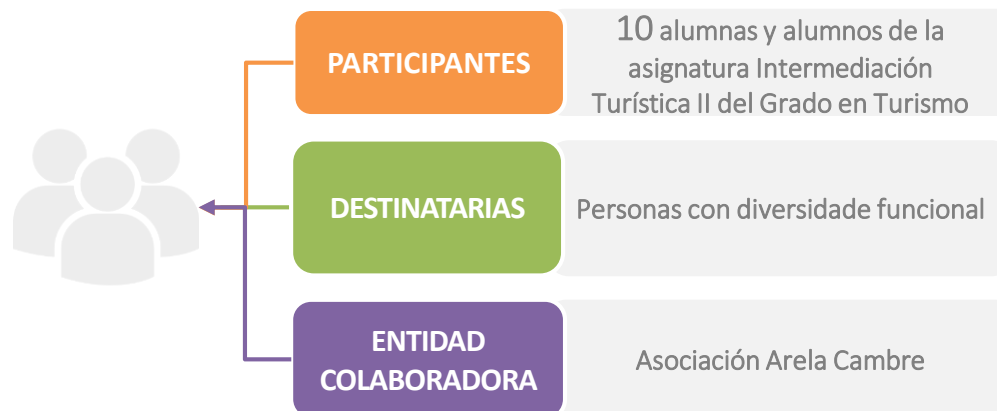 PARTICIPANTES
10 alumnas y alumnos de la
asignatura Intermediación
Turística II del Grado en Turismo
DESTINATARIAS
Personas con diversidade funcional
ENTIDAD
COLABORADORA
Asociación Arela Cambre